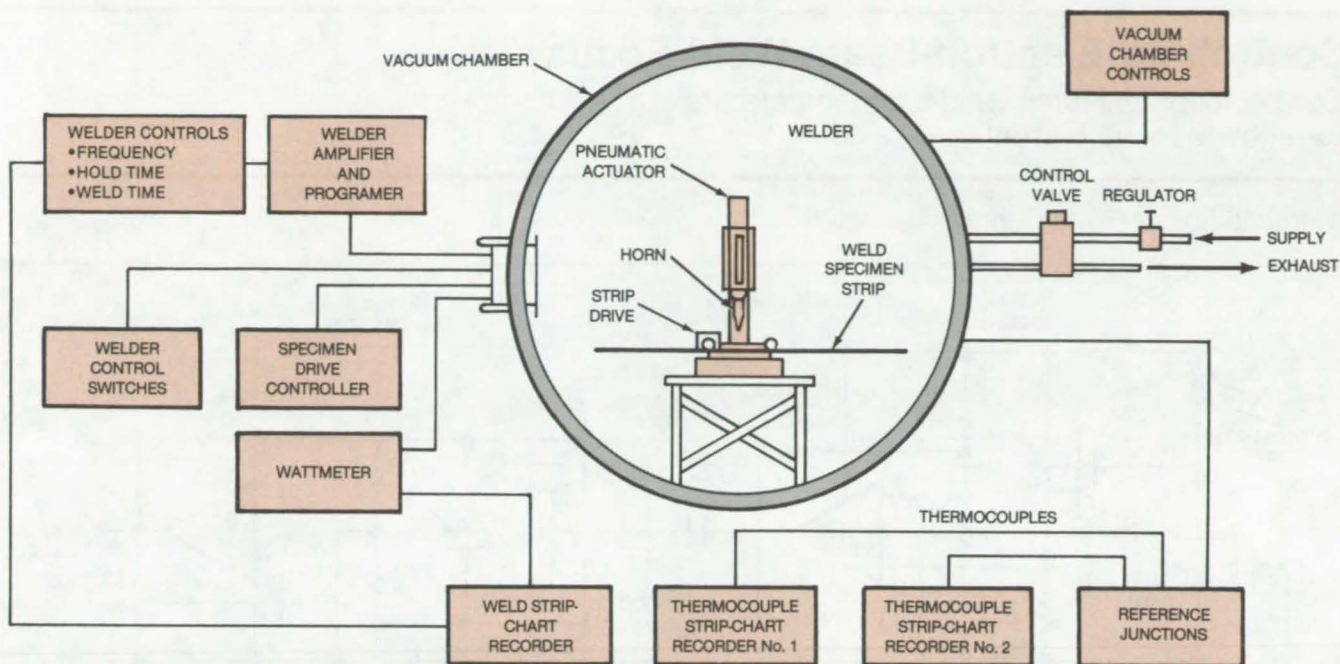 VACUUM CHAMBER
WELDER
VACUUM
CHAMBER
CONTROLS
WELDER CONTROLS
•FREQUENCY
•HOLD TIME
•WELD TIME
WELDER
AMPLIFIER
AND
PROGRAMER
PNEUMATIC
ACTUATOR
CONTROL
VALVE
REGULATOR
HORN
WELD
SPECIMEN
STRIP
SUPPLY
EXHAUST
STRIP
DRIVE
WELDER
CONTROL
SWITCHES
SPECIMEN
DRIVE
CONTROLLER
WATTMETER
THERMOCOUPLES
WELD STRIP-
CHART
RECORDER
THERMOCOUPLE
STRIP-CHART
RECORDER No. 1
THERMOCOUPLE
STRIP-CHART
RECORDER No. 2
REFERENCE
JUNCTIONS